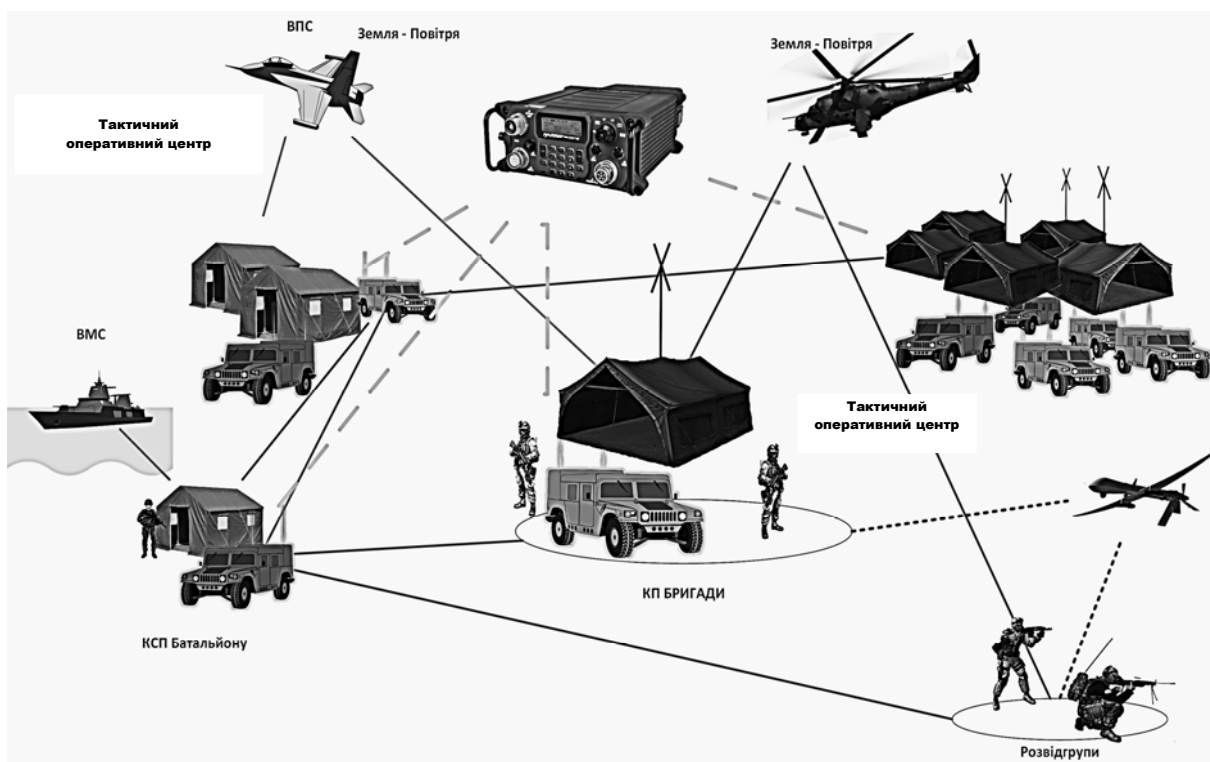 ВПС
Земля - Повітря
Земля - Повітря
Тактичний
оперативний центр
ВМС
Тактичний
оперативний центр
КП БРИГАДИ
КСП Батальйону
Розвідгрупи